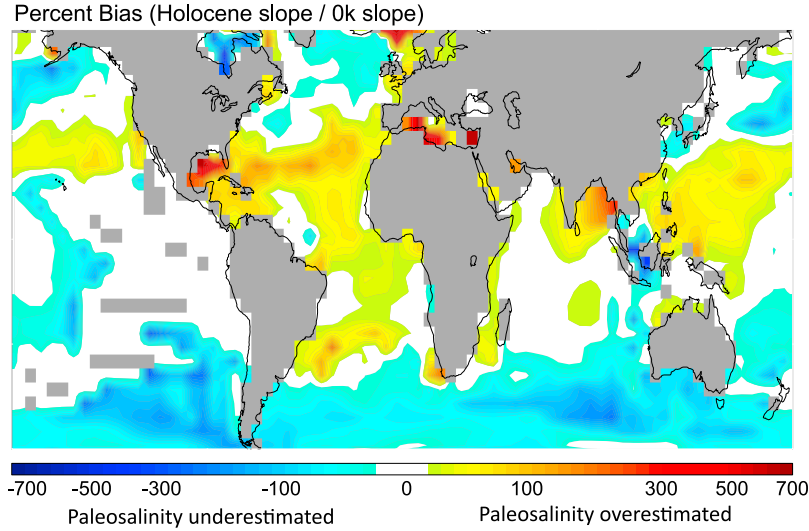 Percent Bias (Holocene slope / 0k slope)
-700 -500 -300 -100 0 100 300 500 700
Paleosalinity underestimated Paleosalinity overestimated